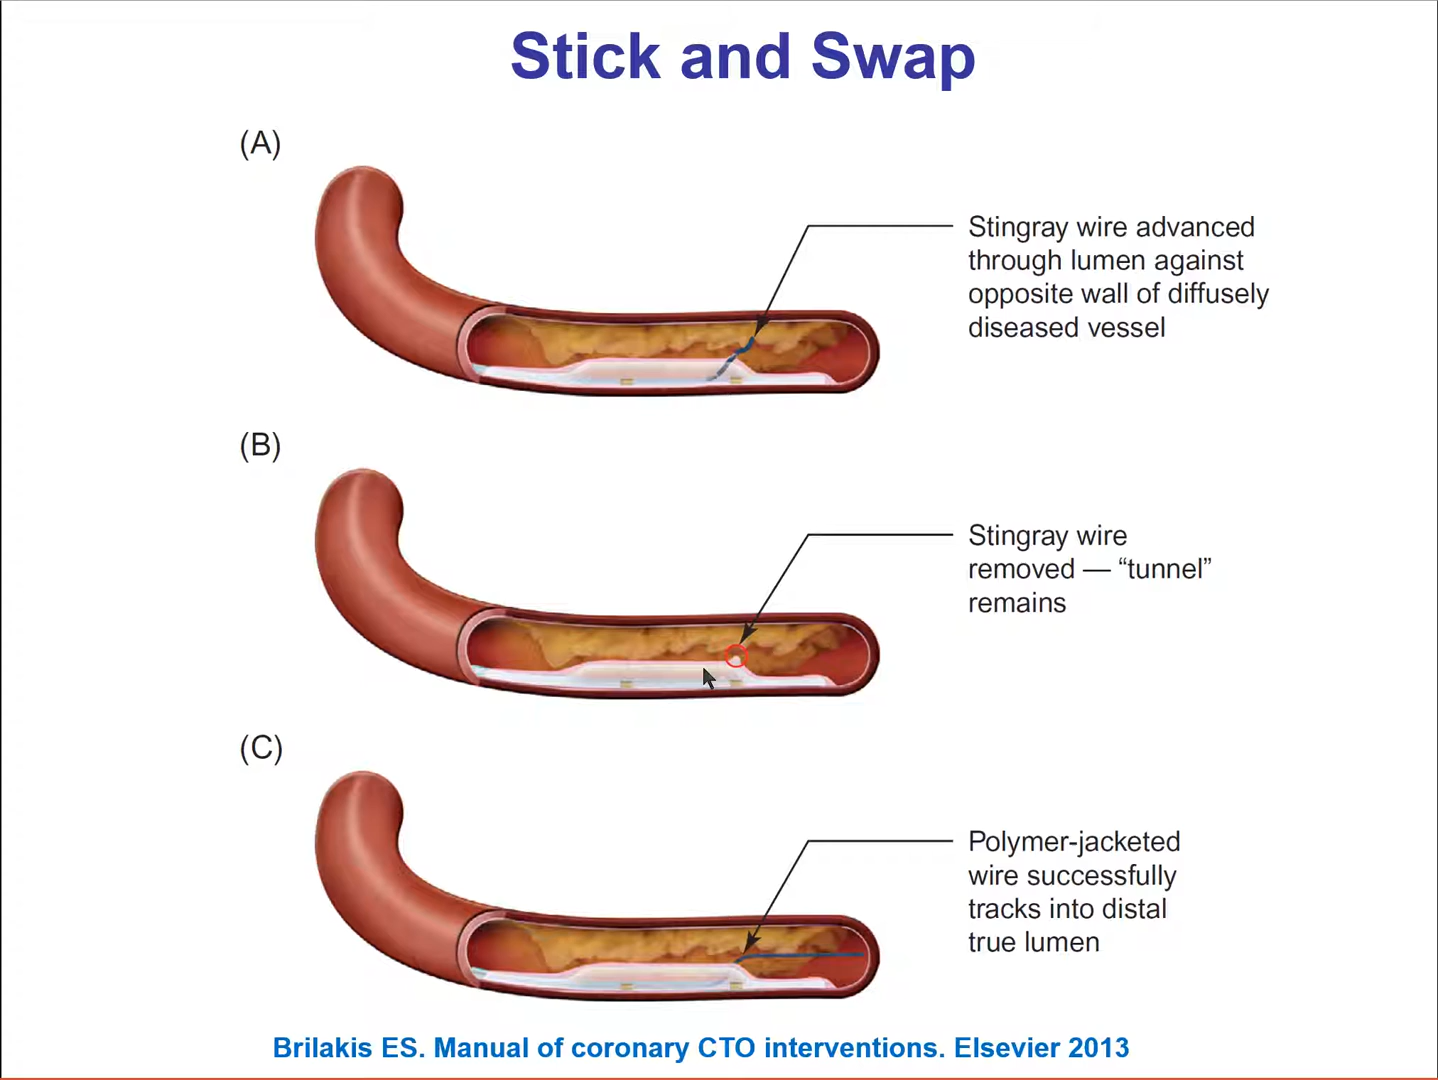 Stick and Swap
(A)
Stingray wire advanced
through lumen against
opposite wall of diffusely
diseased vessel
(B)
Stingray wire
removed — “tunnel”
remains
(C)
Polymer-jacketed
wire successfully
tracks into distal
true lumen
Brilakis ES. Manual of coronary CTO interventions. Elsevier 2013